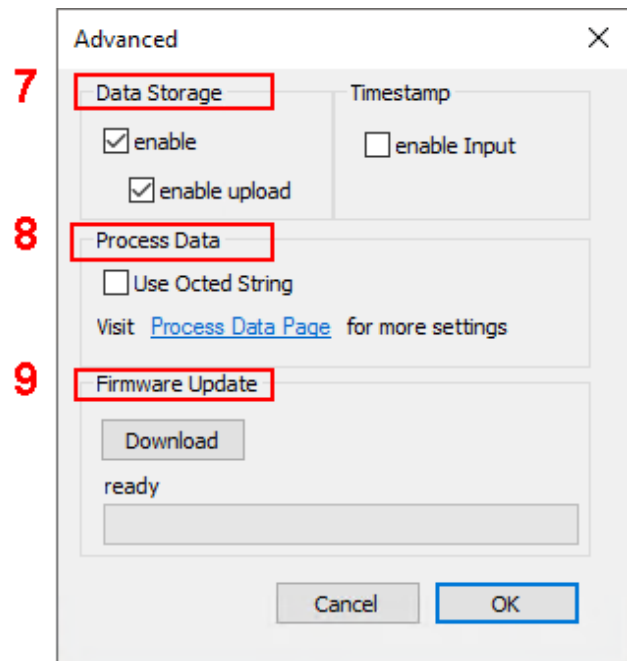 Advanced
7
Data Storage
Timestamp
enable
enable Input
enable upload
8
Process Data
Use Octed String
Visit Process Data Page for more settings
9
Firmware Update
Download
ready
Cancel
OK